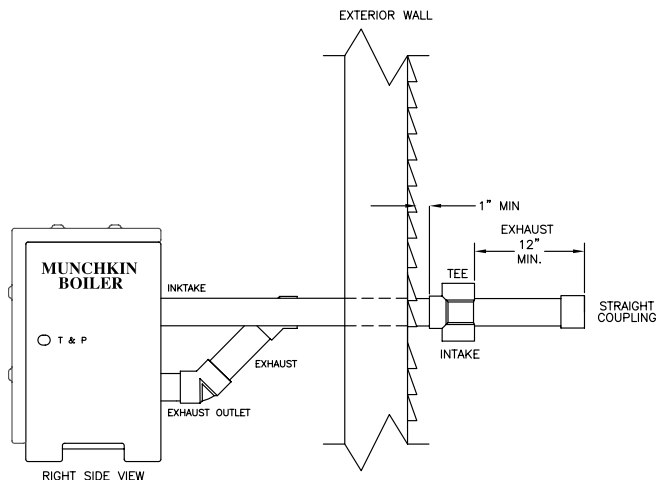 EXTERIOR WALL
1" MIN
EXHAUST
12"
MIN.
TEE
MUNCHKIN
BOILER
INKTAKE
STRAIGHT
COUPLING
T & P
INTAKE
EXHAUST
EXHAUST OUTLET
RIGHT SIDE VIEW